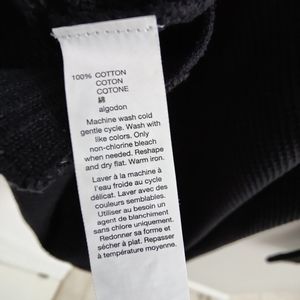 100% COTTON
COTON
COTONE
綿
algodon
Machine wash cold
gentle cycle. Wash with
like colors. Only
non-chlorine bleach
when needed. Reshape
and dry flat. Warm iron.
Laver à la machine à
l'eau froide au cycle
délicat. Laver avec des
couleurs semblables.
Utiliser au besoin un
agent de blanchiment
sans chlore uniquement.
Redonner sa forme et
sécher à plat. Repasser
à température moyenne.